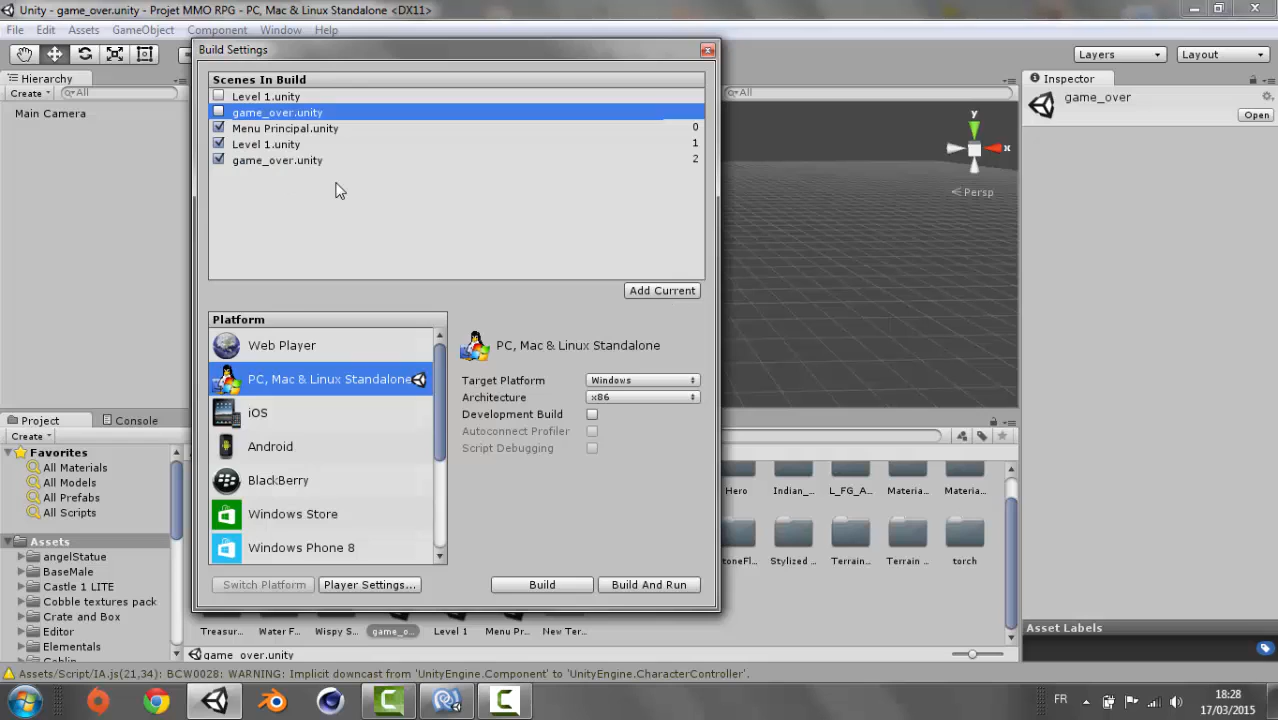 Unity - game_over.unity - Projet MMO RPG - PC, Mac & Linux Standalone <DX11>
File Edit Assets GameObject Component Window Help
Layers Layout
Build Settings
Hierarchy
Create All
Main Camera
Scenes In Build
Level 1.unity
game_over.unity
Menu Principal.unity 0
Level 1.unity 1
game_over.unity 2
Add Current
All
y
x
Persp
Inspector
game_over
Open
Platform
Web Player
PC, Mac & Linux Standalone
iOS
Android
BlackBerry
Windows Store
Windows Phone 8
PC, Mac & Linux Standalone
Target Platform Windows
Architecture x86
Development Build
Autoconnect Profiler
Script Debugging
Switch Platform Player Settings... Build Build And Run
Project Console
Create
Favorites
All Materials
All Models
All Prefabs
All Scripts
Assets
angelStatue
BaseMale
Castle 1 LITE
Cobble textures pack
Crate and Box
Editor
Elementals
Goblin
Hero Indian_... L_FG_A... Materia... Materia...
Stylized ... Terrain... Terrain ... torch
Treasur... Water F... Wispy S... game_o... Level 1 Menu Pr... New Ter...
game_over.unity
Asset Labels
Assets/Script/IA.js(21,34): BCW0028: WARNING: Implicit downcast from 'UnityEngine.Component' to 'UnityEngine.CharacterController'.
FR
18:28
17/03/2015